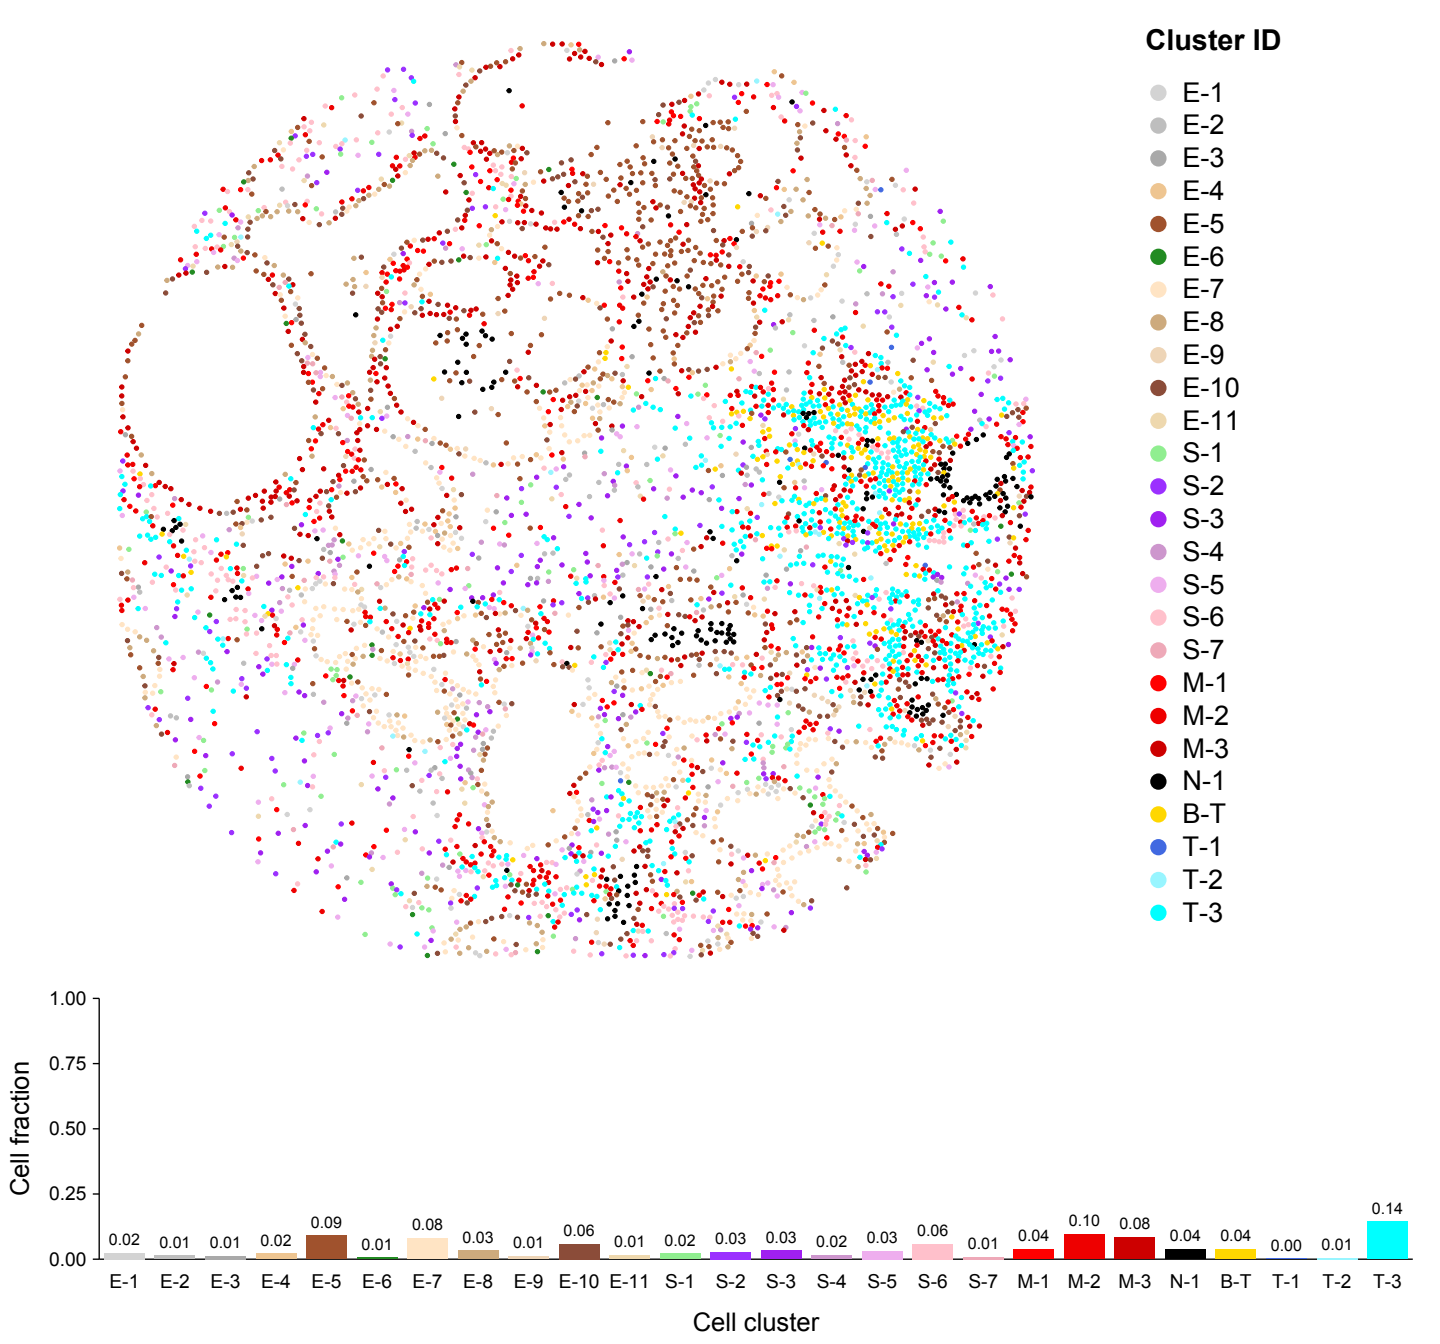 Cluster ID
E-1
E-2
E-3
E-4
E-5
E-6
E-7
E-8
E-9
E-10
E-11
S-1
S-2
S-3
S-4
S-5
S-6
S-7
M-1
M-2
M-3
N-1
B-T
T-1
T-2
T-3
1.00
0.75
0.50
0.25
0.00
Cell fraction
0.02 0.01 0.01 0.02 0.09 0.01 0.08 0.03 0.01 0.06 0.01 0.02 0.03 0.03 0.02 0.03 0.06 0.01 0.04 0.10 0.08 0.04 0.04 0.00 0.01 0.14
E-1 E-2 E-3 E-4 E-5 E-6 E-7 E-8 E-9 E-10 E-11 S-1 S-2 S-3 S-4 S-5 S-6 S-7 M-1 M-2 M-3 N-1 B-T T-1 T-2 T-3
Cell cluster